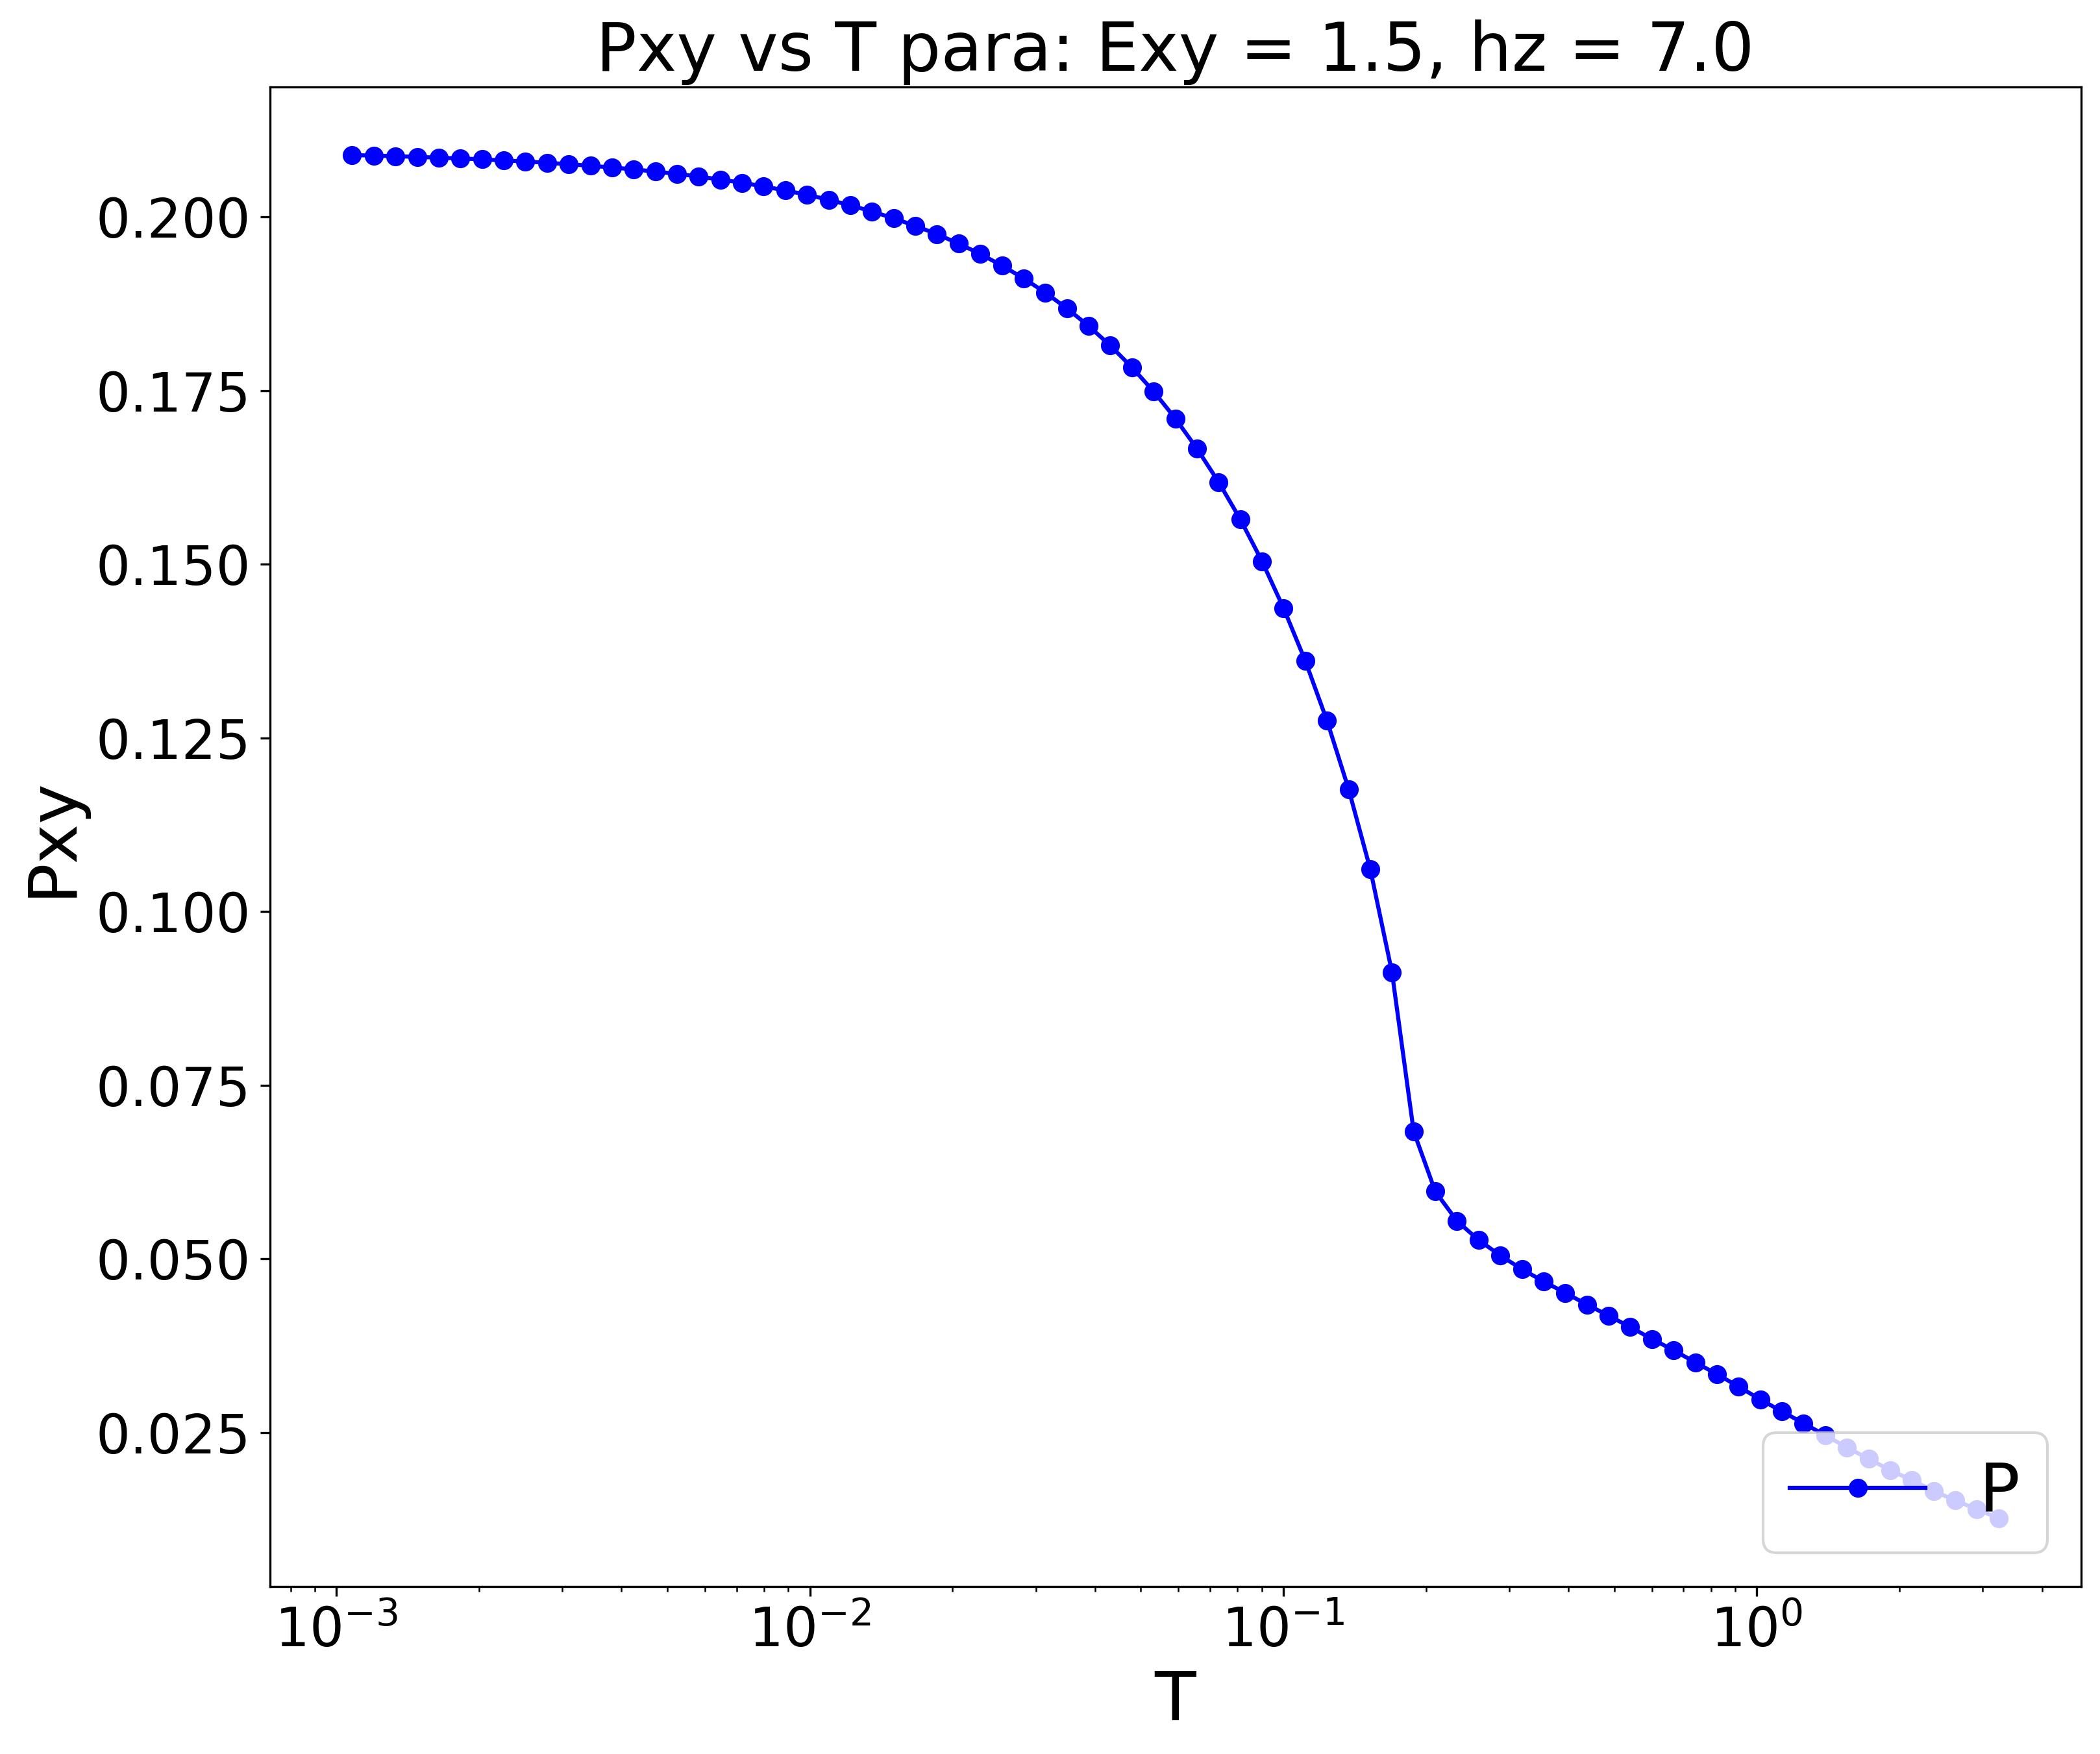 Pxy vs T para: Exy = 1.5, hz = 7.0
Pxy
0.200
0.175
0.150
0.125
0.100
0.075
0.050
0.025
P
10⁻³ 10⁻² 10⁻¹ 10⁰
T